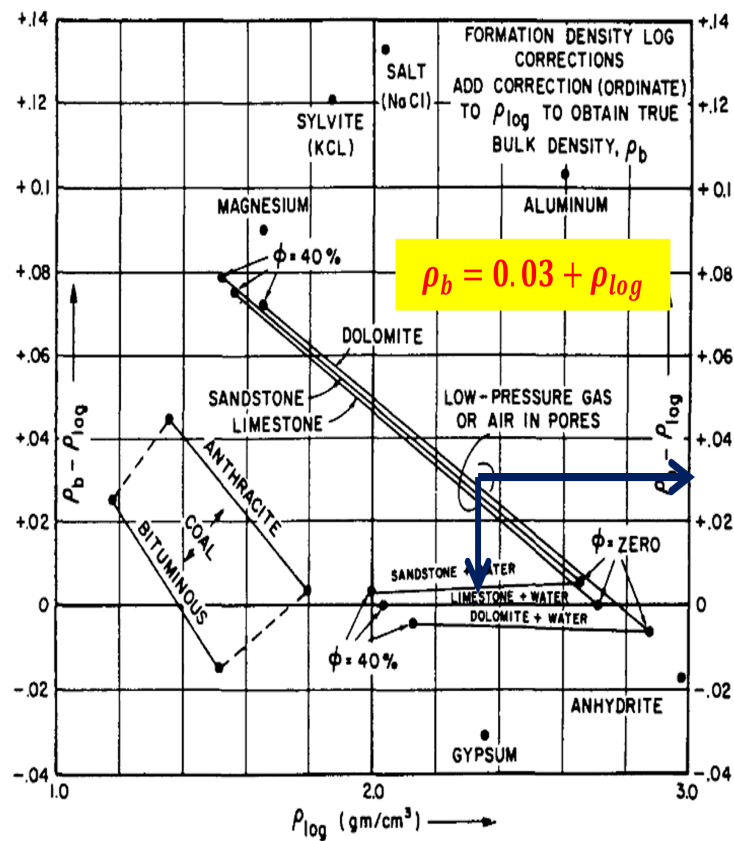 +.14
+.12
+0.1
+.08
+.06
+.04
+.02
0
-.02
-.04
ρb – ρlog
FORMATION DENSITY LOG
CORRECTIONS
ADD CORRECTION (ORDINATE)
TO ρlog TO OBTAIN TRUE
BULK DENSITY, ρb
SALT
(NaCl)
SYLVITE
(KCL)
MAGNESIUM
ALUMINUM
ϕ = 40%
ρb = 0.03 + ρlog
DOLOMITE
SANDSTONE
LIMESTONE
LOW-PRESSURE GAS
OR AIR IN PORES
ANTHRACITE
COAL
BITUMINOUS
ϕ = ZERO
SANDSTONE + WATER
LIMESTONE + WATER
DOLOMITE + WATER
ϕ = 40%
ANHYDRITE
GYPSUM
+.14
+.12
+0.1
+.08
+.06
+.04
+.02
0
-.02
-.04
– ρlog
1.0
2.0
3.0
ρlog (gm/cm³)